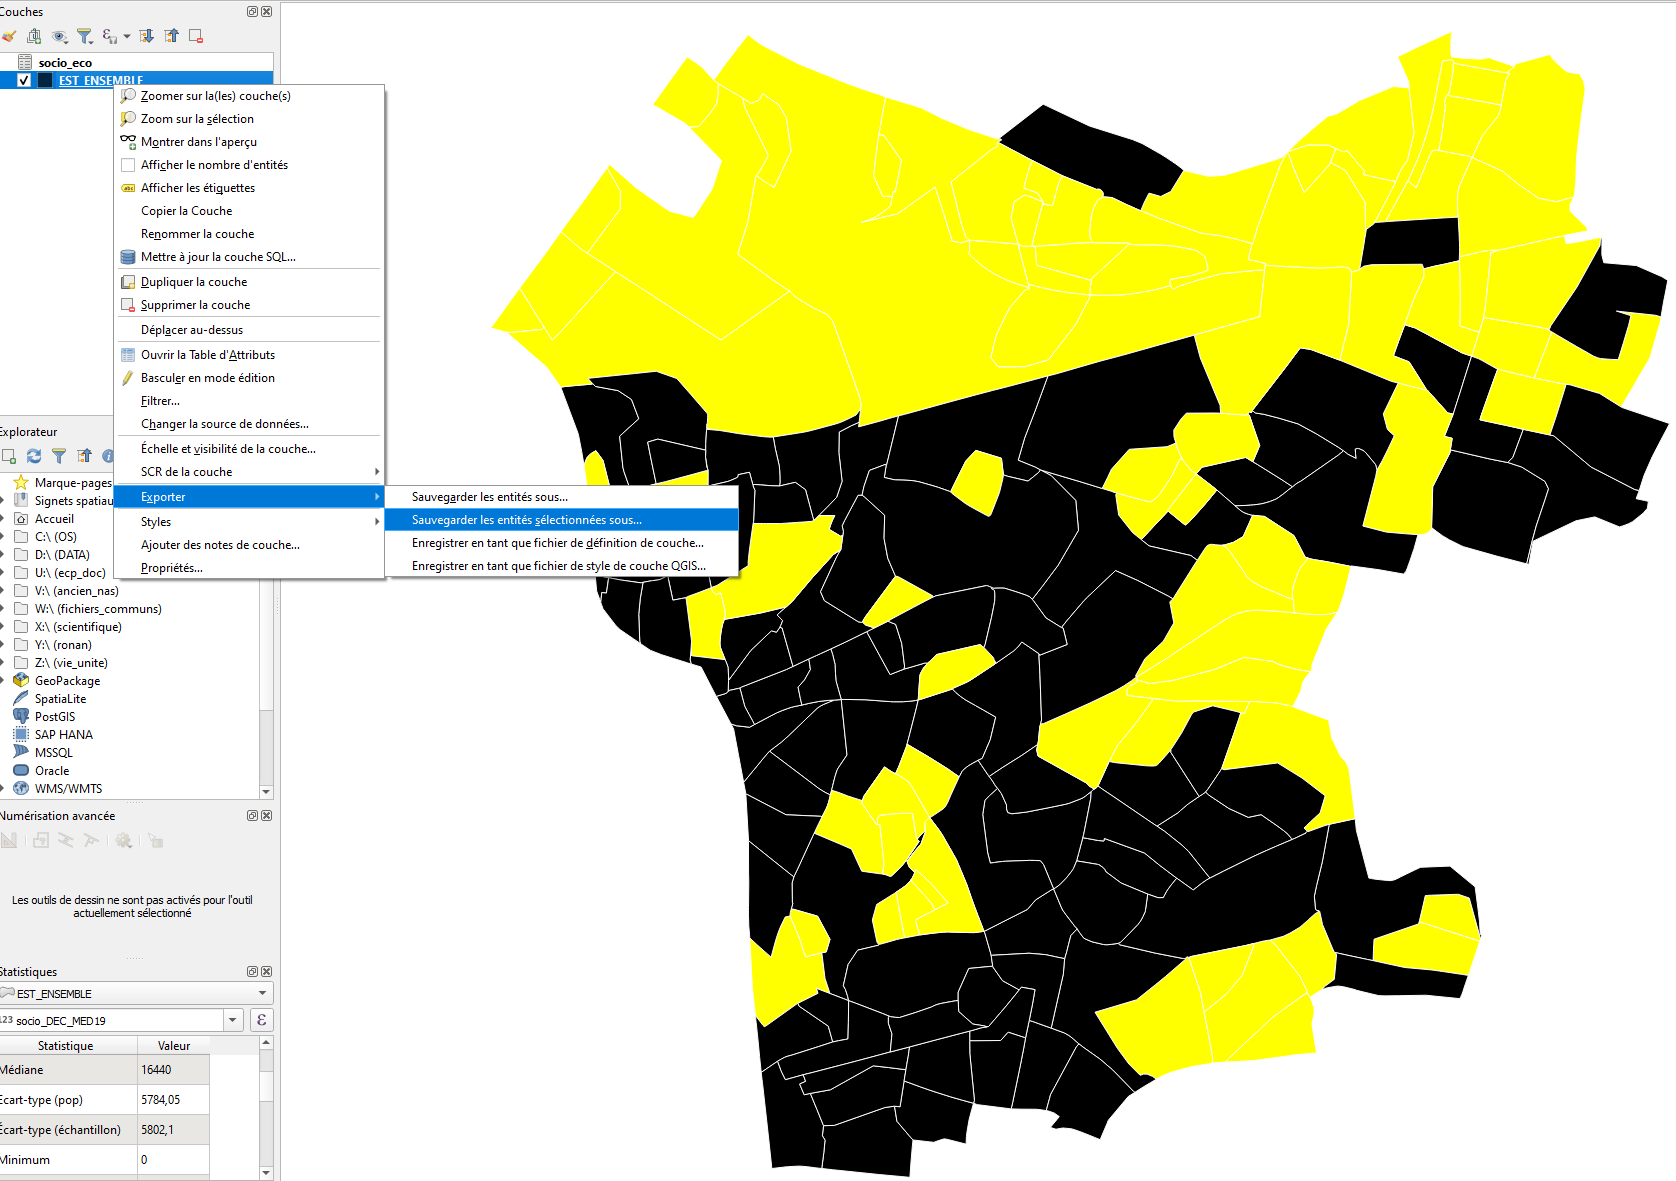 Couches
socio_eco
EST_ENSEMBLE
Zoomer sur la(les) couche(s)
Zoom sur la sélection
Montrer dans l'aperçu
Afficher le nombre d'entités
abc Afficher les étiquettes
Copier la Couche
Renommer la couche
Mettre à jour la couche SQL...
Dupliquer la couche
Supprimer la couche
Déplacer au-dessus
Ouvrir la Table d'Attributs
Basculer en mode édition
Filtrer...
Changer la source de données...
Échelle et visibilité de la couche...
SCR de la couche
Exporter
Styles
Ajouter des notes de couche...
Propriétés...
Sauvegarder les entités sous...
Sauvegarder les entités sélectionnées sous...
Enregistrer en tant que fichier de définition de couche...
Enregistrer en tant que fichier de style de couche QGIS...
Explorateur
Marque-pages
Signets spatiau
Accueil
C:\ (OS)
D:\ (DATA)
U:\ (ecp_doc)
V:\ (ancien_nas)
W:\ (fichiers_communs)
X:\ (scientifique)
Y:\ (ronan)
Z:\ (vie_unite)
GeoPackage
SpatiaLite
PostGIS
SAP HANA
MSSQL
Oracle
WMS/WMTS
Numérisation avancée
Les outils de dessin ne sont pas activés pour l'outil
actuellement sélectionné
Statistiques
EST_ENSEMBLE
123 socio_DEC_MED19
ε
Statistique Valeur
Médiane 16440
Écart-type (pop) 5784,05
Écart-type (échantillon) 5802,1
Minimum 0